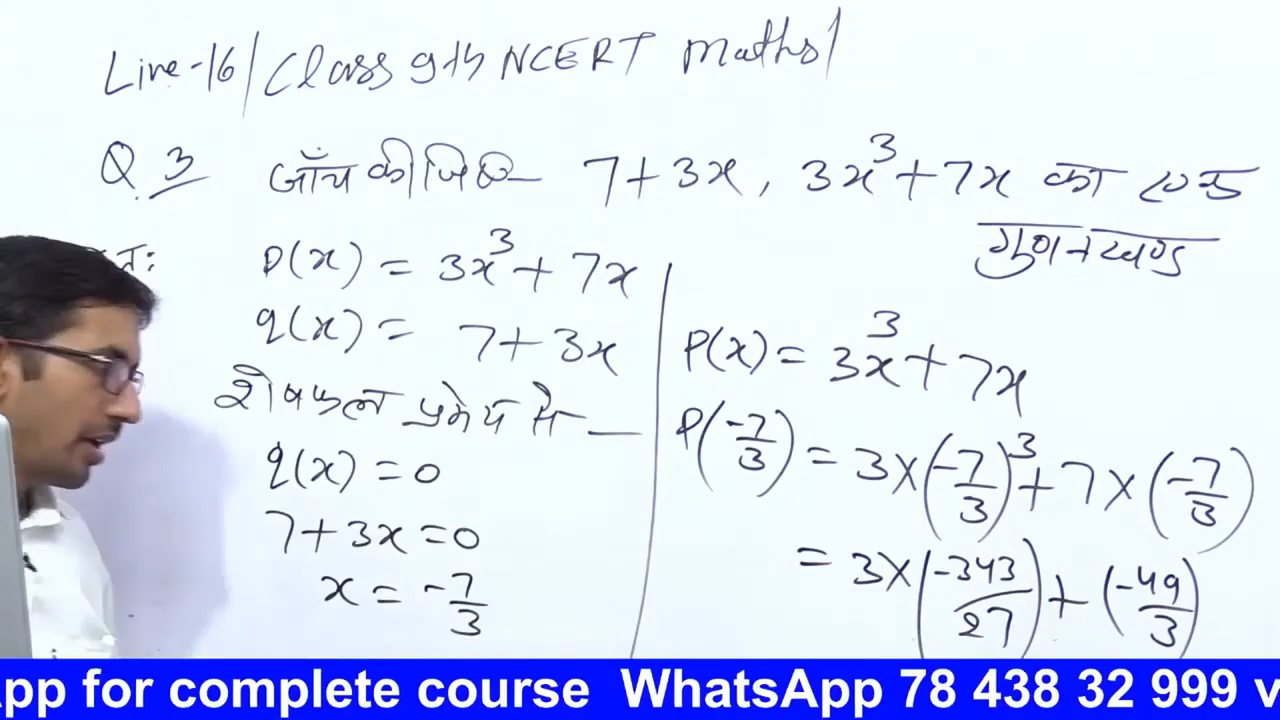 Live-16/ Class 9th NCERT Maths/
Q. 3 जाँच कीजिए— 7+3x, 3x³+7x का एक
गुणनखण्ड
p(x) = 3x³+7x
q(x) = 7+3x
शेषफल प्रमेय से —
q(x) = 0
7+3x = 0
x = -7/3
P(x) = 3x³+7x
P(-7/3) = 3×(-7/3)³+7×(-7/3)
= 3×(-343/27)+(-49/3)
App for complete course WhatsApp 78 438 32 999 v